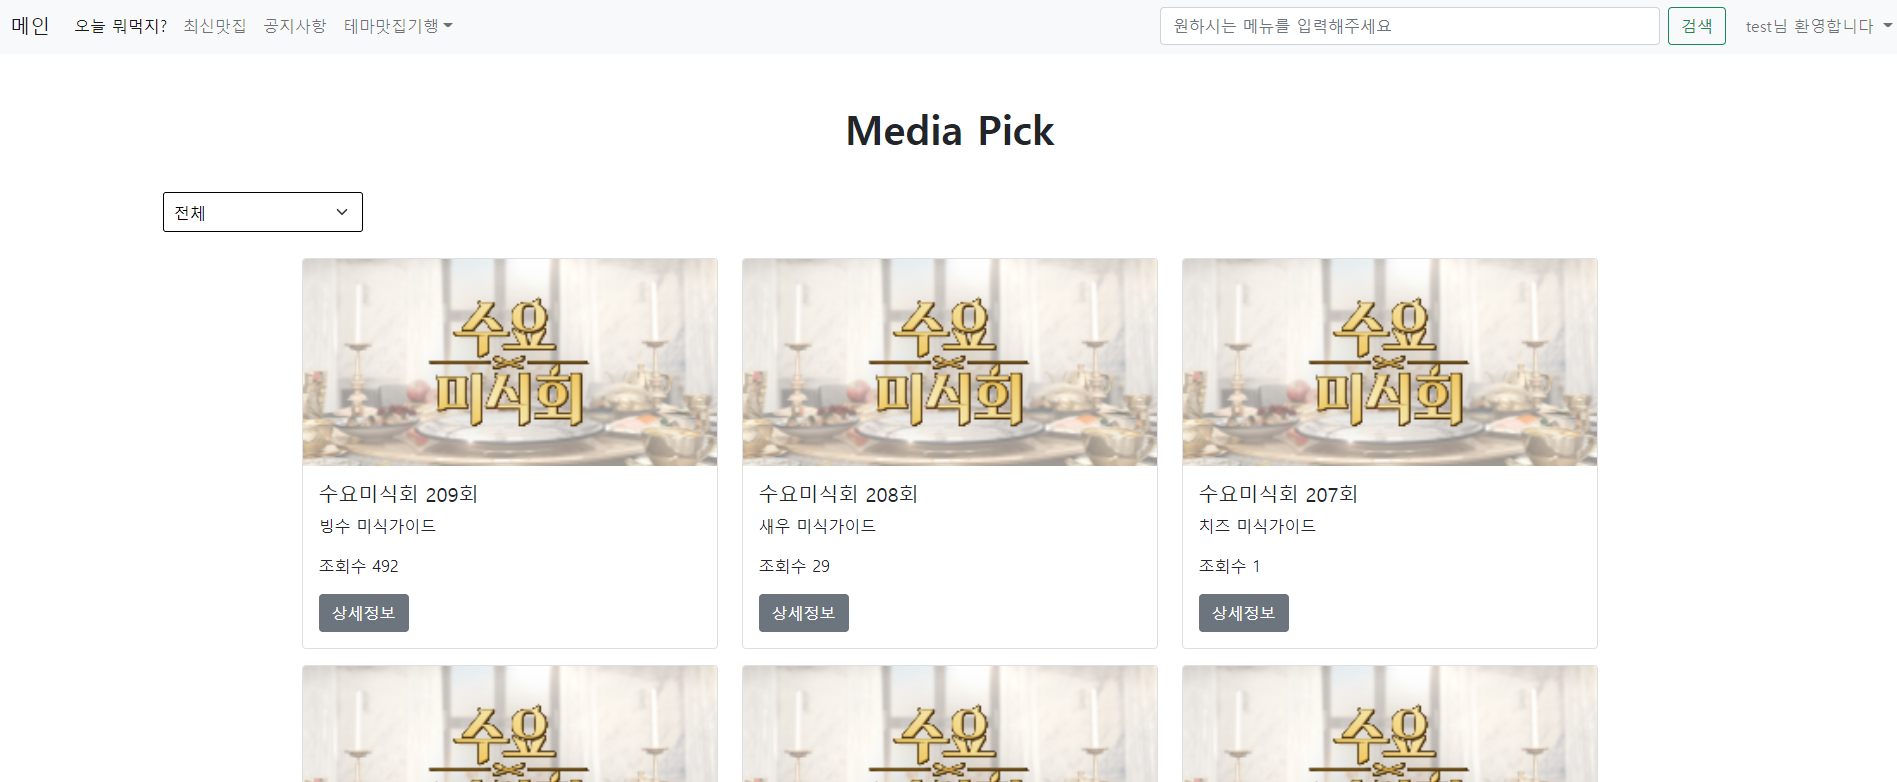 메인 오늘 뭐먹지? 최신맛집 공지사항 테마맛집기행 원하시는 메뉴를 입력해주세요 검색 test님 환영합니다
Media Pick
전체
수요
미식회
수요미식회 209회
빙수 미식가이드
조회수 492
상세정보
수요
미식회
수요미식회 208회
새우 미식가이드
조회수 29
상세정보
수요
미식회
수요미식회 207회
치즈 미식가이드
조회수 1
상세정보
수요
수요
수요